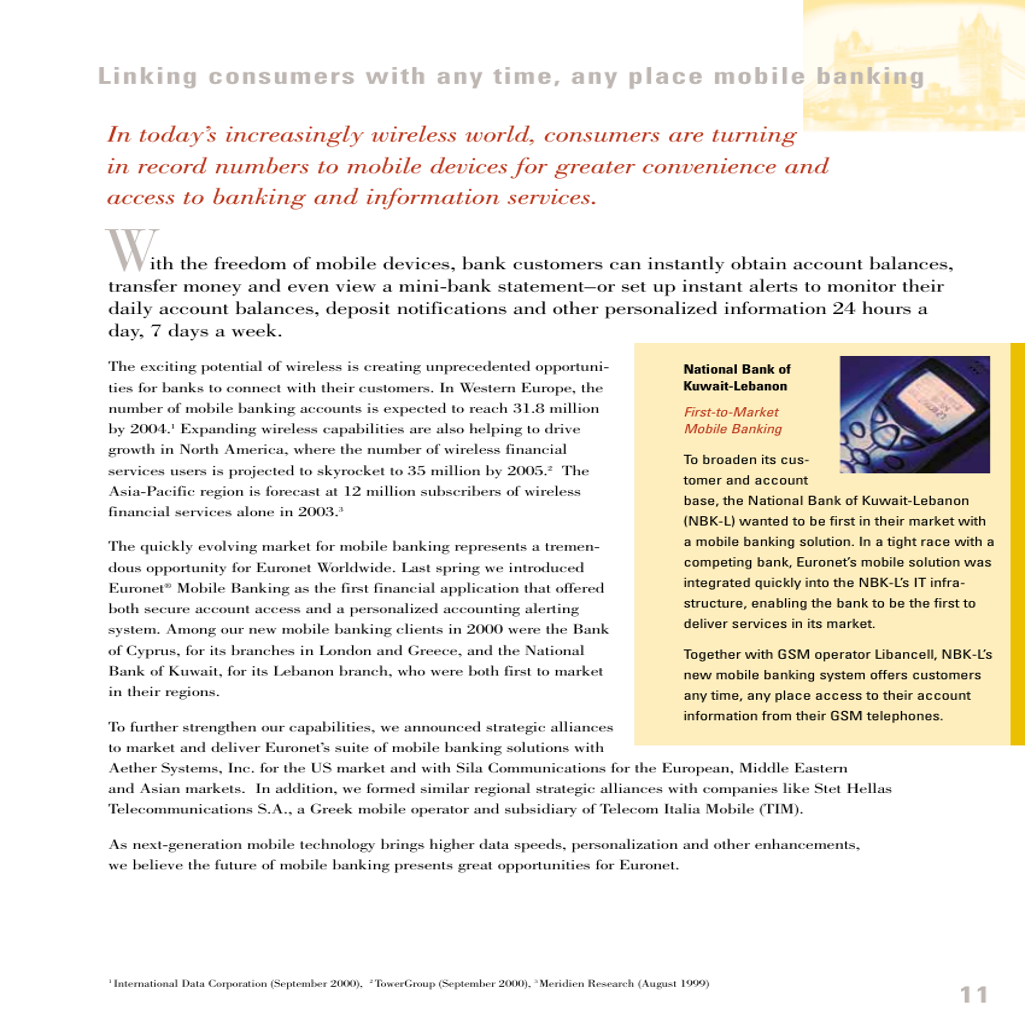 Linking consumers with any time, any place mobile banking
In today's increasingly wireless world, consumers are turning
in record numbers to mobile devices for greater convenience and
access to banking and information services.
With the freedom of mobile devices, bank customers can instantly obtain account balances,
transfer money and even view a mini-bank statement–or set up instant alerts to monitor their
daily account balances, deposit notifications and other personalized information 24 hours a
day, 7 days a week.
The exciting potential of wireless is creating unprecedented opportuni-
ties for banks to connect with their customers. In Western Europe, the
number of mobile banking accounts is expected to reach 31.8 million
by 2004.¹ Expanding wireless capabilities are also helping to drive
growth in North America, where the number of wireless financial
services users is projected to skyrocket to 35 million by 2005.² The
Asia-Pacific region is forecast at 12 million subscribers of wireless
financial services alone in 2003.³
The quickly evolving market for mobile banking represents a tremen-
dous opportunity for Euronet Worldwide. Last spring we introduced
Euronet® Mobile Banking as the first financial application that offered
both secure account access and a personalized accounting alerting
system. Among our new mobile banking clients in 2000 were the Bank
of Cyprus, for its branches in London and Greece, and the National
Bank of Kuwait, for its Lebanon branch, who were both first to market
in their regions.
To further strengthen our capabilities, we announced strategic alliances
to market and deliver Euronet's suite of mobile banking solutions with
Aether Systems, Inc. for the US market and with Sila Communications for the European, Middle Eastern
and Asian markets. In addition, we formed similar regional strategic alliances with companies like Stet Hellas
Telecommunications S.A., a Greek mobile operator and subsidiary of Telecom Italia Mobile (TIM).
As next-generation mobile technology brings higher data speeds, personalization and other enhancements,
we believe the future of mobile banking presents great opportunities for Euronet.
National Bank of
Kuwait-Lebanon
First-to-Market
Mobile Banking
To broaden its cus-
tomer and account
base, the National Bank of Kuwait-Lebanon
(NBK-L) wanted to be first in their market with
a mobile banking solution. In a tight race with a
competing bank, Euronet's mobile solution was
integrated quickly into the NBK-L's IT infra-
structure, enabling the bank to be the first to
deliver services in its market.
Together with GSM operator Libancell, NBK-L's
new mobile banking system offers customers
any time, any place access to their account
information from their GSM telephones.
¹ International Data Corporation (September 2000), ² TowerGroup (September 2000), ³ Meridien Research (August 1999)
11